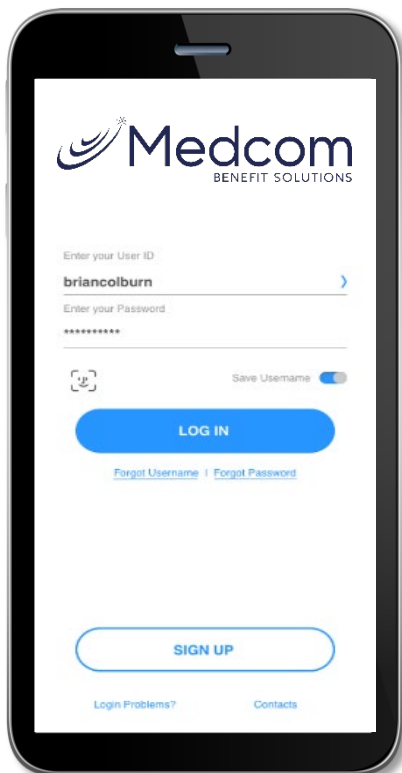 Medcom
BENEFIT SOLUTIONS
Enter your User ID
briancolburn
Enter your Password
**********
Save Username
LOG IN
Forgot Username | Forgot Password
SIGN UP
Login Problems? Contacts